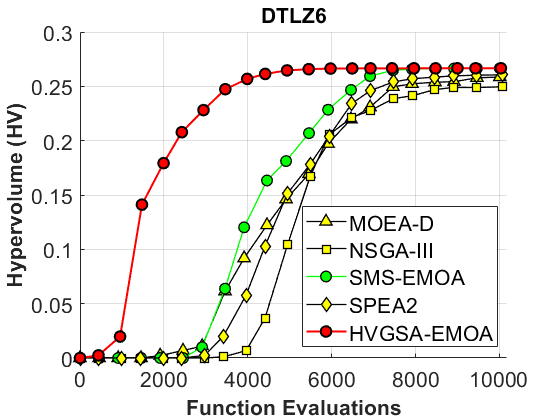 DTLZ6
Hypervolume (HV)
0.3
0.25
0.2
0.15
0.1
0.05
0
MOEA-D
NSGA-III
SMS-EMOA
SPEA2
HVGSA-EMOA
0 2000 4000 6000 8000 10000
Function Evaluations